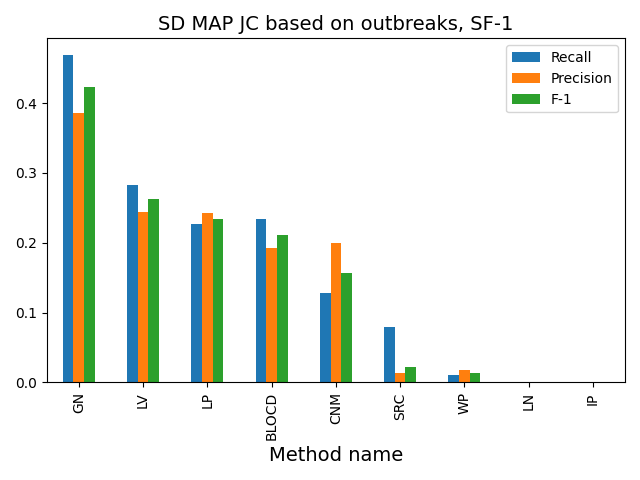 SD MAP JC based on outbreaks, SF-1
Recall
Precision
F-1
0.4
0.3
0.2
0.1
0.0
GN
LV
LP
BLOCD
CNM
SRC
WP
LN
IP
Method name